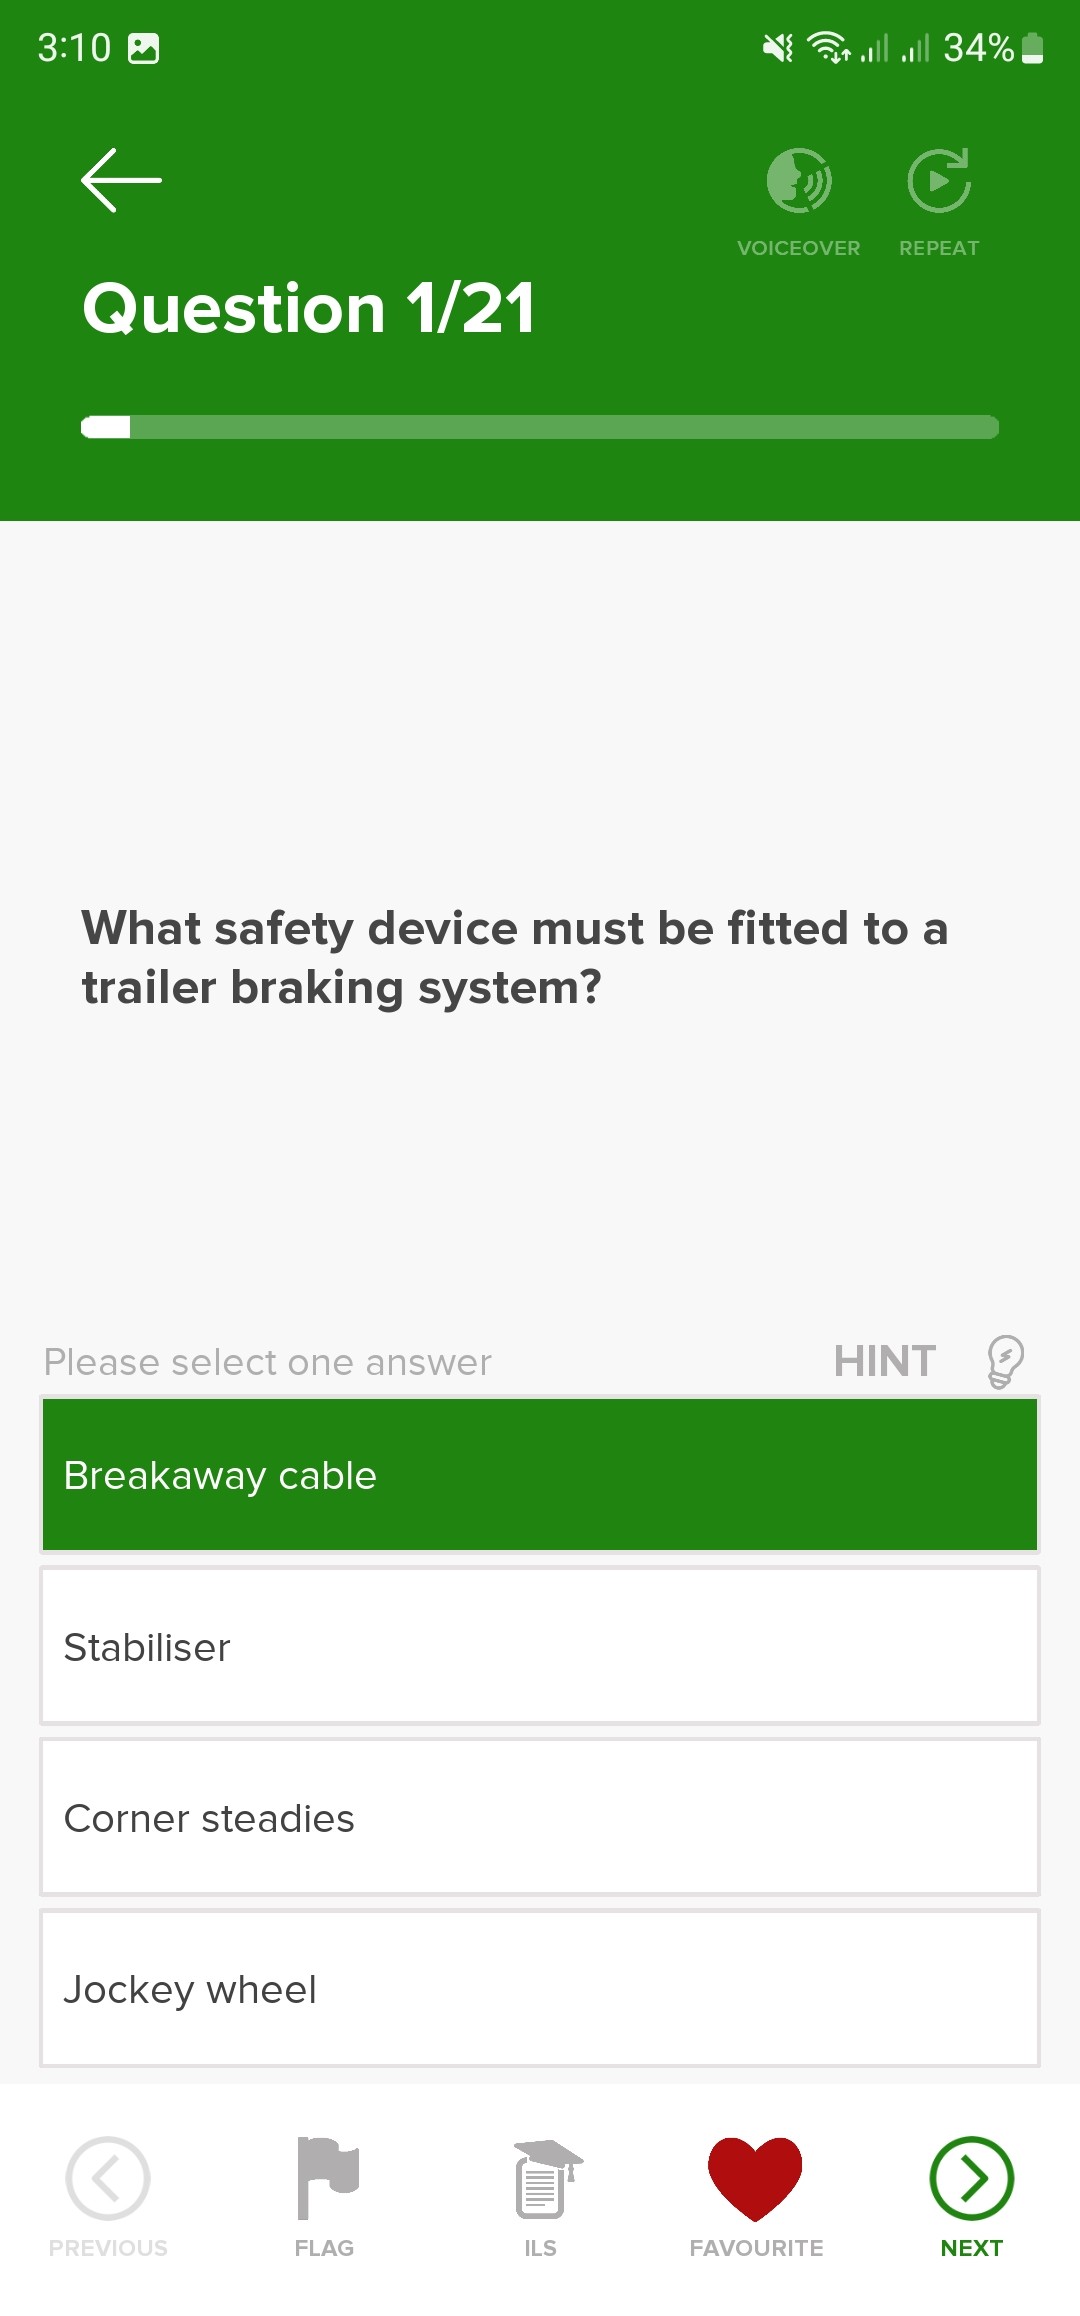 3:10
34%
VOICEOVER
REPEAT
Question 1/21
What safety device must be fitted to a
trailer braking system?
Please select one answer
HINT
Breakaway cable
Stabiliser
Corner steadies
Jockey wheel
PREVIOUS
FLAG
ILS
FAVOURITE
NEXT